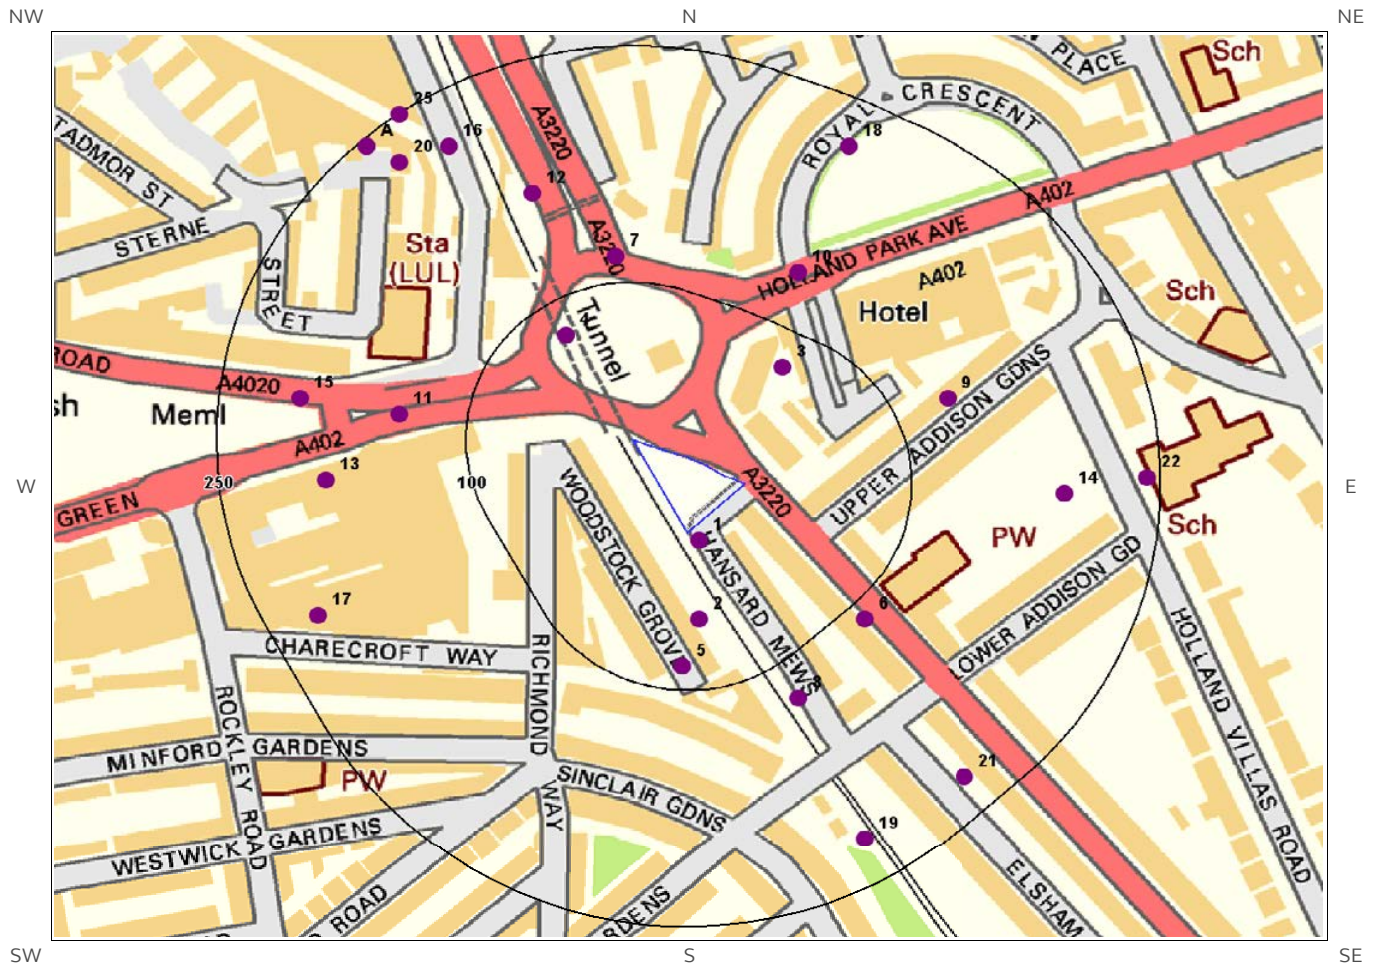 NW
N
NE
PLACE
Sch
CRESCENT
ROYAL
A3220
25
A
20
16
18
12
TADMOR ST
STERNE
STREET
Sta
(LUL)
A3220
7
10
HOLLAND PARK AVE
A402
A402
Hotel
Sch
Tunnel
3
9
ROAD
A4020
15
11
sh
Meml
A402
13
250
100
W
E
GREEN
UPPER ADDISON GDNS
14
22
Sch
PW
A3220
WOODSTOCK GROVE
1
HANSARD MEWS
2
5
6
8
17
CHARECROFT WAY
LOWER ADDISON GD
HOLLAND VILLAS ROAD
RICHMOND
WAY
ROCKLEY ROAD
MINFORD GARDENS
PW
SINCLAIR GDNS
21
19
WESTWICK GARDENS
ROAD
RDENS
ELSHAM
SW
S
SE